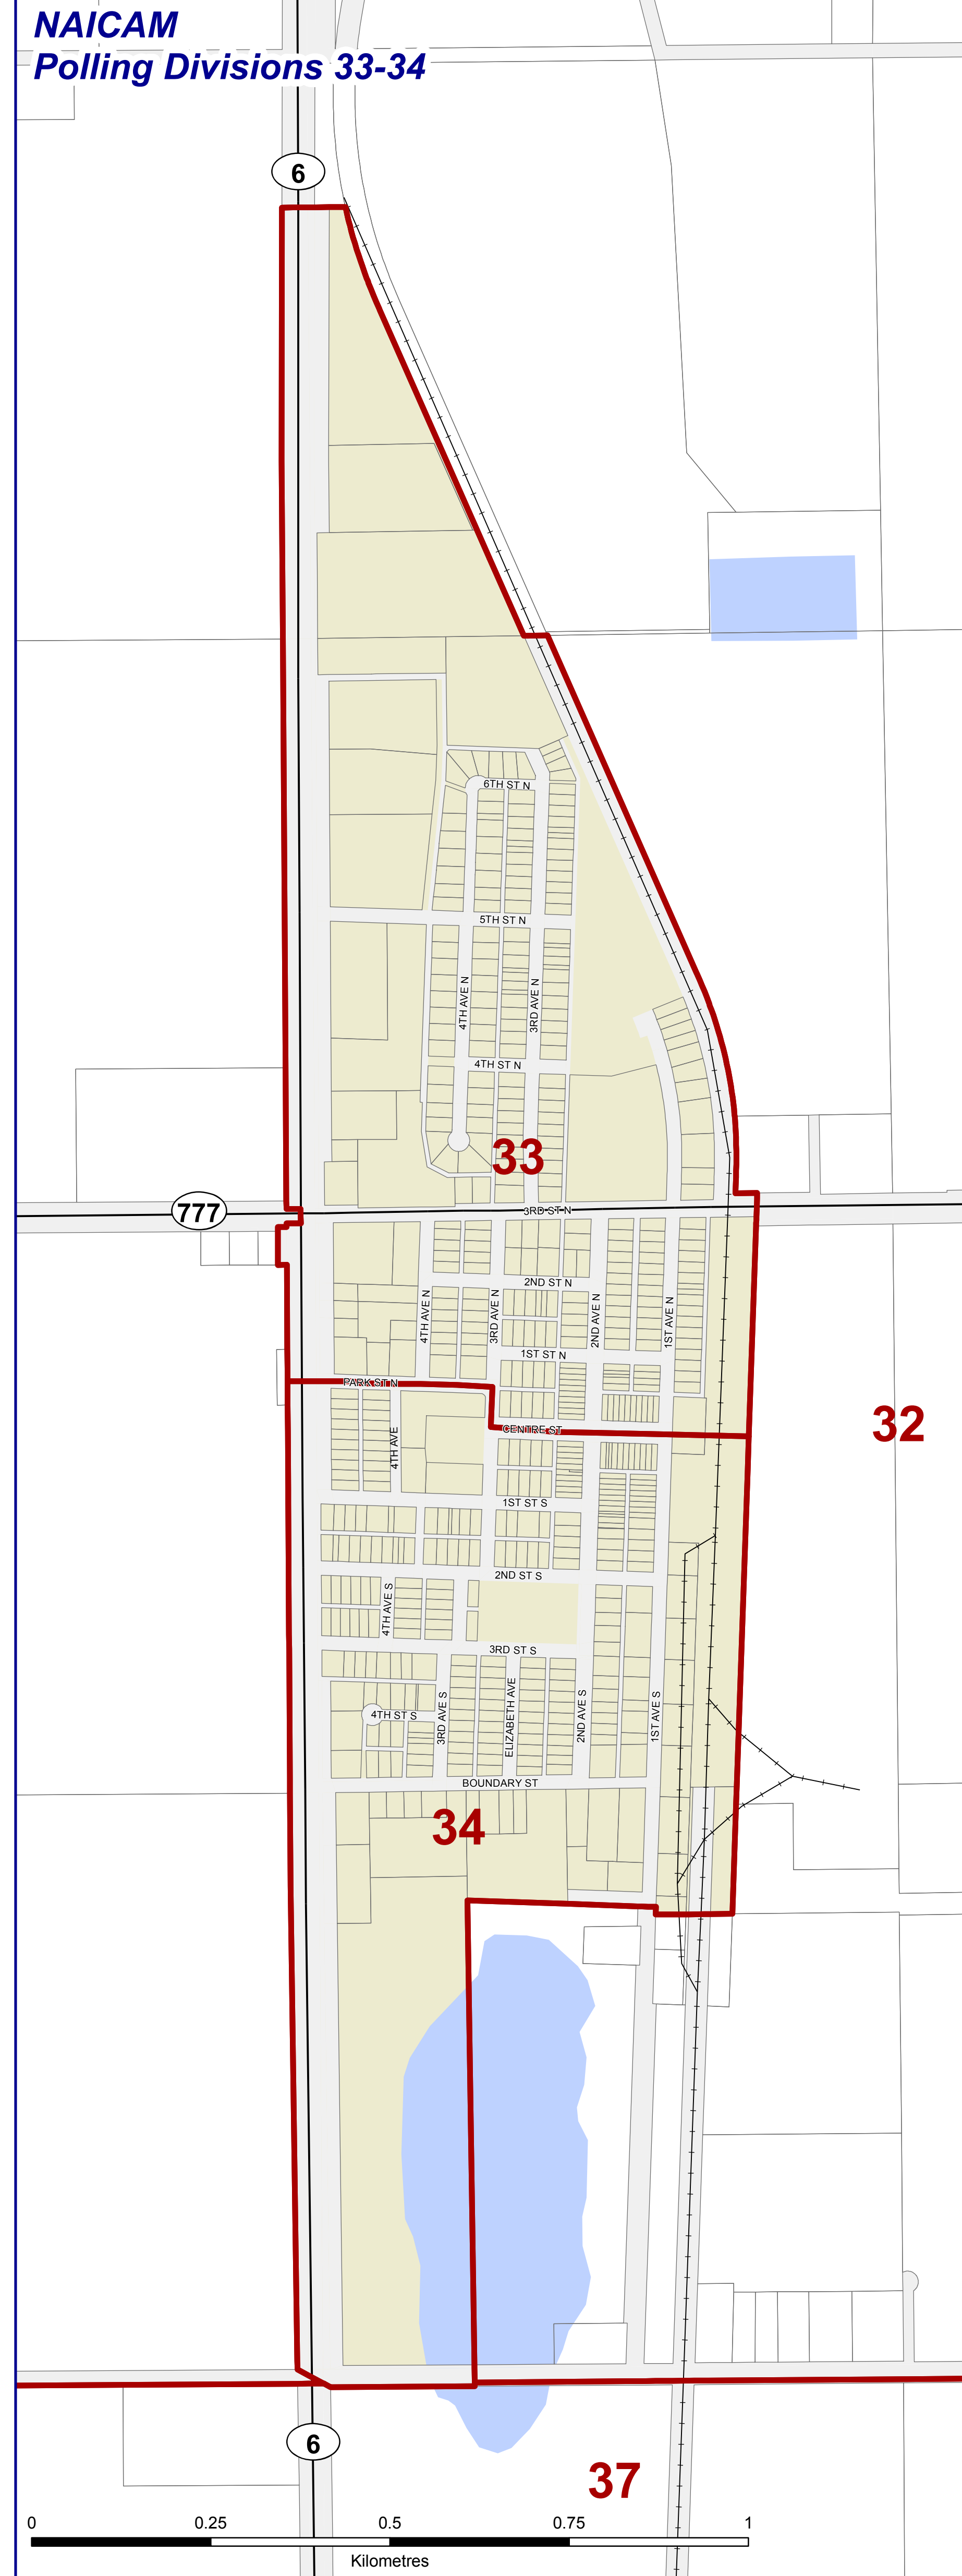 NAICAM
Polling Divisions 33-34
6
6TH ST N
5TH ST N
4TH AVE N
3RD AVE N
4TH ST N
33
777
3RD ST N
2ND ST N
4TH AVE N
3RD AVE N
2ND AVE N
1ST AVE N
1ST ST N
PARK ST N
32
CENTRE ST
4TH AVE
1ST ST S
2ND ST S
4TH AVE S
3RD ST S
3RD AVE S
ELIZABETH AVE
2ND AVE S
1ST AVE S
4TH ST S
BOUNDARY ST
34
6
37
0 0.25 0.5 0.75 1
Kilometres